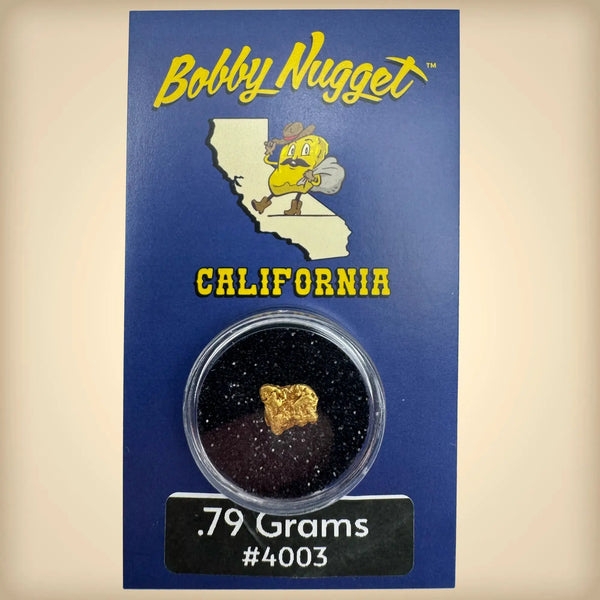 Bobby Nugget™
CALIFORNIA
.79 Grams
#4003